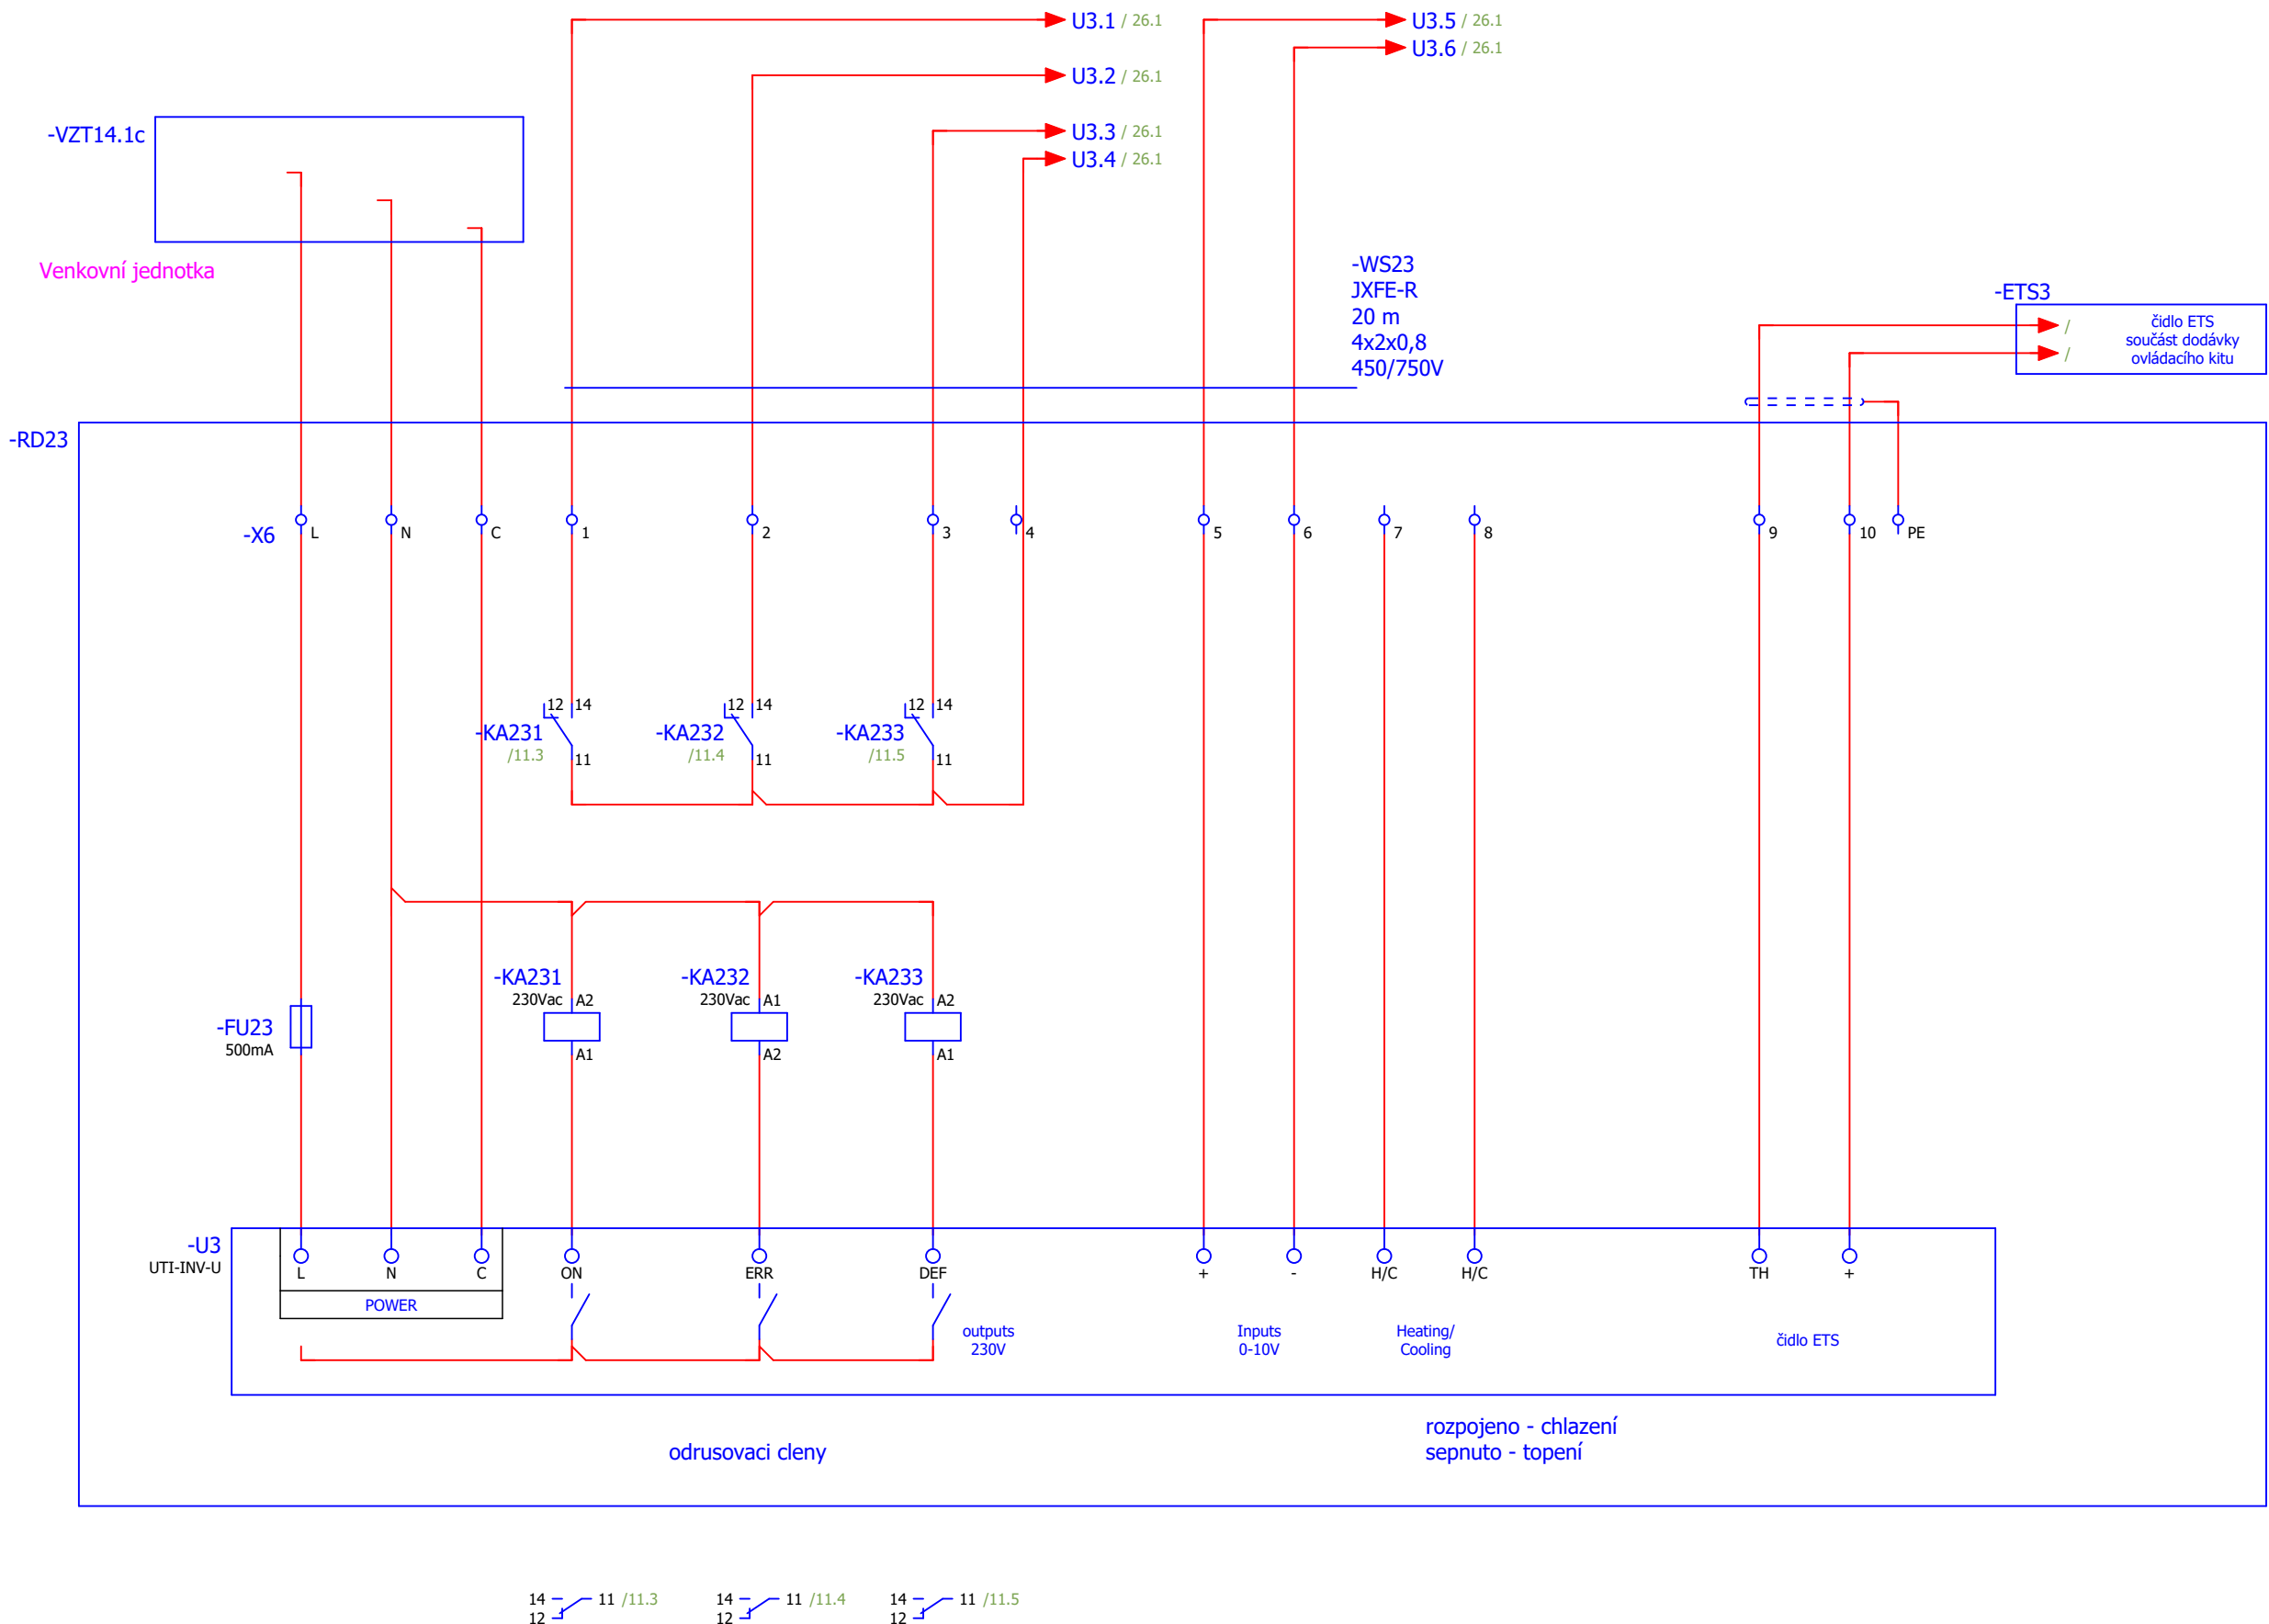 U3.1 / 26.1
U3.5 / 26.1
U3.6 / 26.1
U3.2 / 26.1
-VZT14.1c
U3.3 / 26.1
U3.4 / 26.1
Venkovní jednotka
-WS23
JXFE-R
20 m
4x2x0,8
450/750V
-ETS3
/
/
čidlo ETS
součást dodávky
ovládacího kitu
-RD23
-X6
L
N
C
1
2
3
4
5
6
7
8
9
10
PE
12 14
-KA231
/11.3
11
12 14
-KA232
/11.4
11
12 14
-KA233
/11.5
11
-KA231
230Vac
A2
A1
-KA232
230Vac
A1
A2
-KA233
230Vac
A2
A1
-FU23
500mA
-U3
UTI-INV-U
L
N
C
ON
ERR
DEF
+
-
H/C
H/C
TH
+
POWER
outputs
230V
Inputs
0-10V
Heating/
Cooling
čidlo ETS
rozpojeno - chlazení
sepnuto - topení
odrusovaci cleny
14 11 /11.3
12
14 11 /11.4
12
14 11 /11.5
12